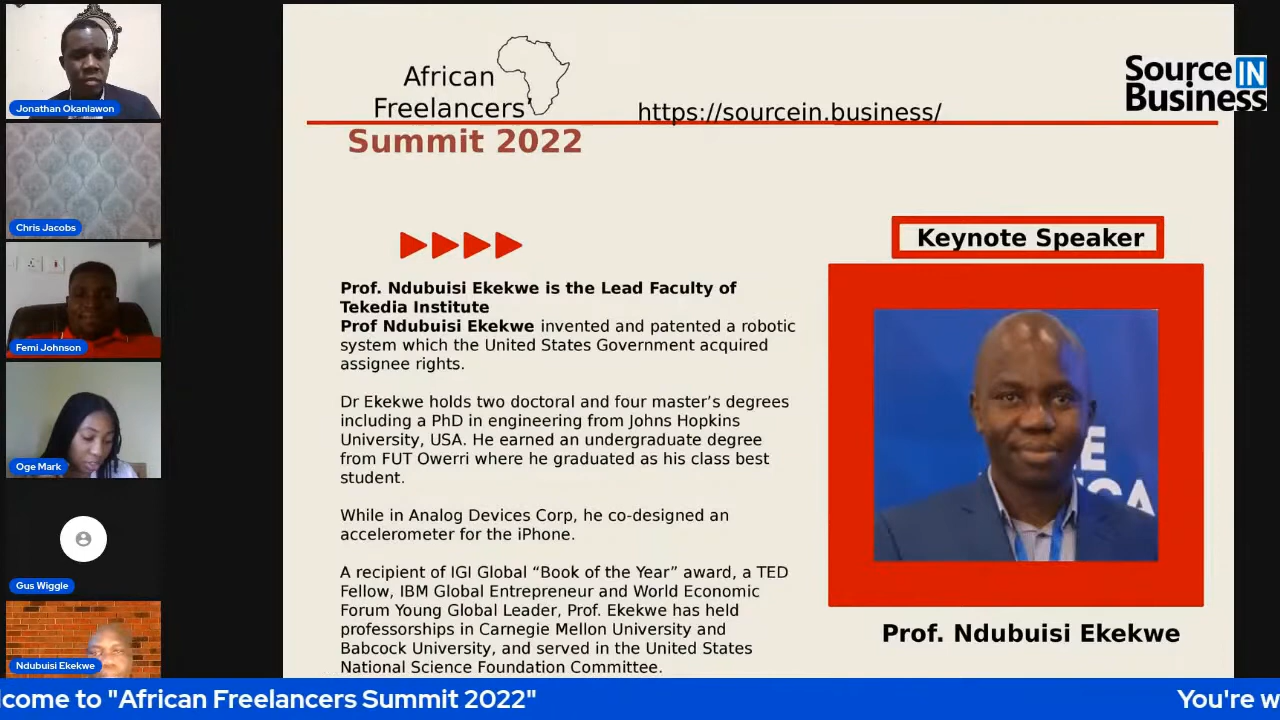 Jonathan Okanlawon
Chris Jacobs
Femi Johnson
Oge Mark
Gus Wiggle
Ndubuisi Ekekwe
African
Freelancers
Summit 2022
https://sourcein.business/
Source IN
Business
Keynote Speaker
Prof. Ndubuisi Ekekwe is the Lead Faculty of
Tekedia Institute
Prof Ndubuisi Ekekwe invented and patented a robotic
system which the United States Government acquired
assignee rights.
Dr Ekekwe holds two doctoral and four master’s degrees
including a PhD in engineering from Johns Hopkins
University, USA. He earned an undergraduate degree
from FUT Owerri where he graduated as his class best
student.
While in Analog Devices Corp, he co-designed an
accelerometer for the iPhone.
A recipient of IGI Global “Book of the Year” award, a TED
Fellow, IBM Global Entrepreneur and World Economic
Forum Young Global Leader, Prof. Ekekwe has held
professorships in Carnegie Mellon University and
Babcock University, and served in the United States
National Science Foundation Committee.
Prof. Ndubuisi Ekekwe
lcome to "African Freelancers Summit 2022"
You're w